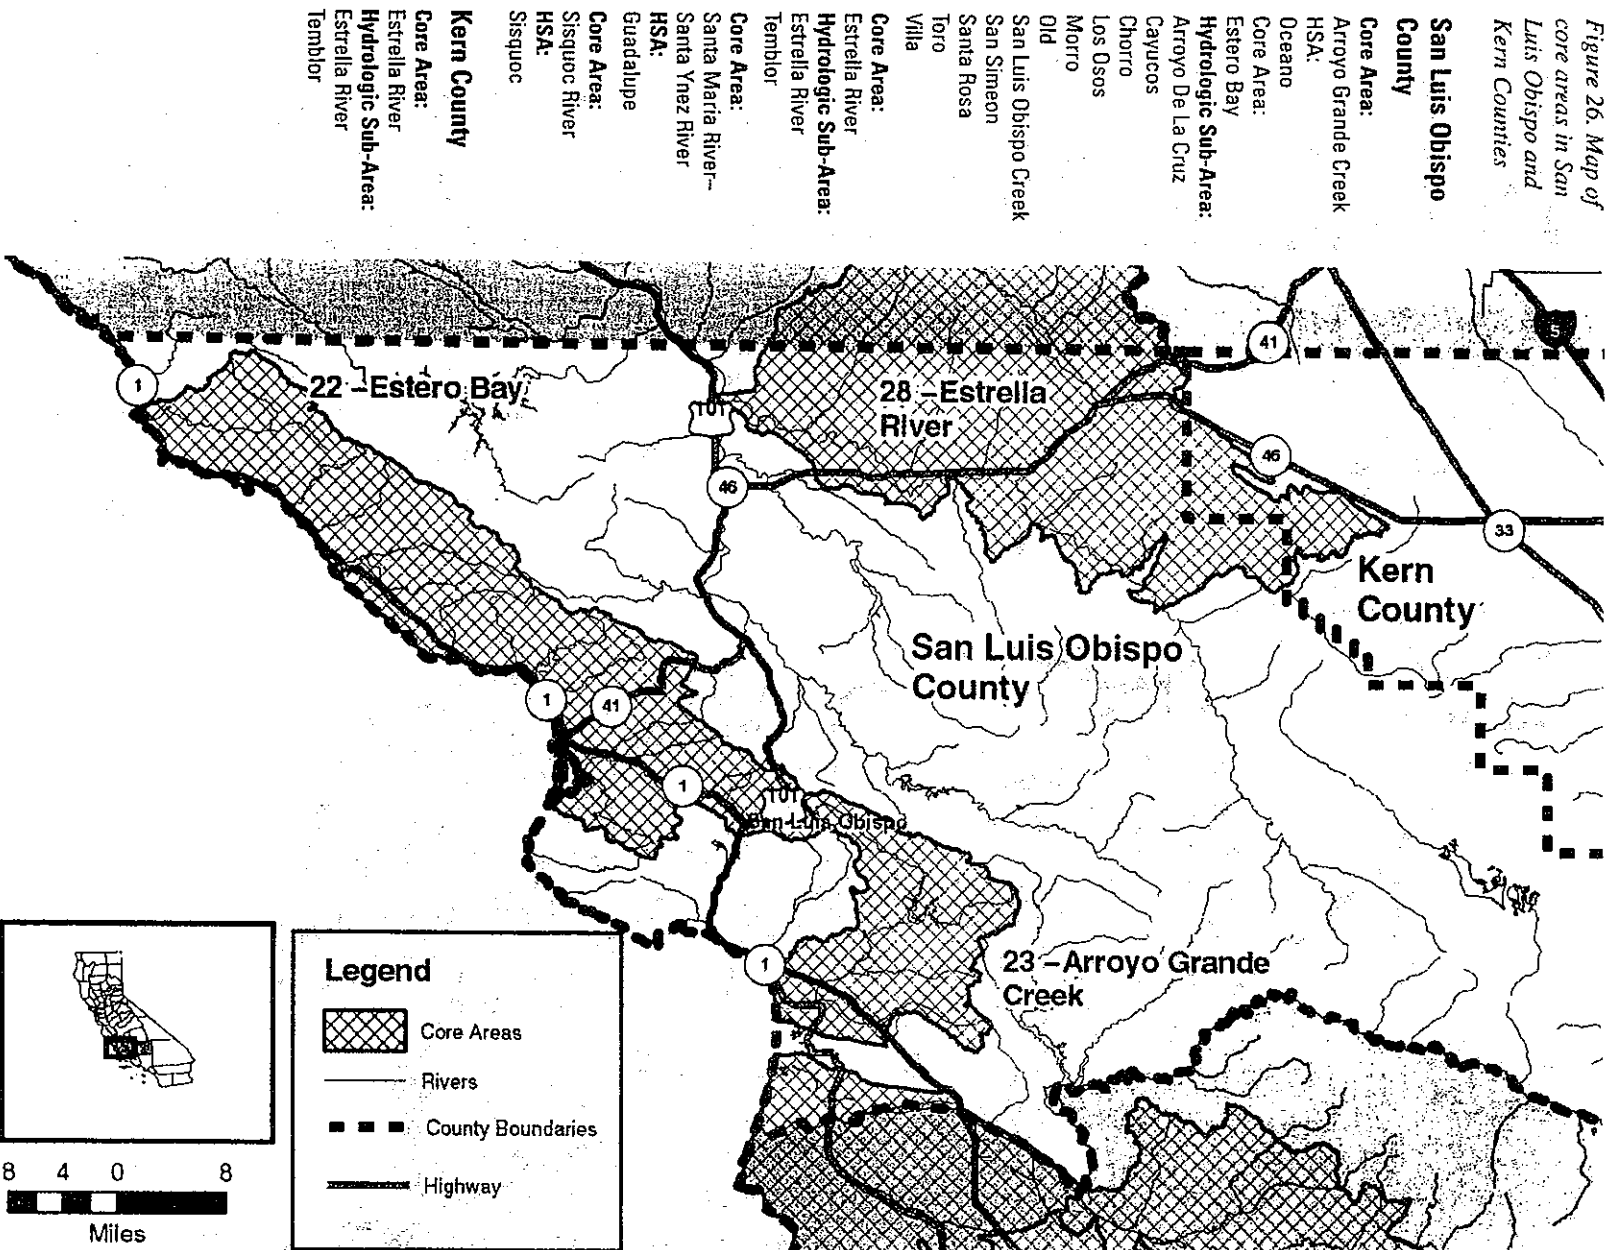 Figure 26. Map of
core areas in San
Luis Obispo and
Kern Counties
San Luis Obispo
County
Core Area:
Arroyo Grande Creek
HSA:
Oceano
Core Area:
Estero Bay
Hydrologic Sub-Area:
Arroyo De La Cruz
Cayucos
Chorro
Los Osos
Morro
Old
San Luis Obispo Creek
San Simeon
Santa Rosa
Toro
Villa
Core Area:
Estrella River
Hydrologic Sub-Area:
Estrella River
Temblor
Core Area:
Santa Maria River–
Santa Ynez River
HSA:
Guadalupe
Core Area:
Sisquoc River
HSA:
Sisquoc
Kern County
Core Area:
Estrella River
Hydrologic Sub-Area:
Estrella River
Temblor
41
1
22 – Estero Bay
28 – Estrella
River
101
46
46
33
Kern
County
San Luis Obispo
County
1
41
1
101
San Luis Obispo
1
23 – Arroyo Grande
Creek
Legend
Core Areas
Rivers
County Boundaries
Highway
8 4 0 8
Miles